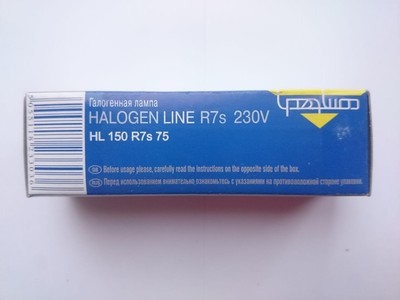 Галогенная лампа
HALOGEN LINE R7s 230V
HL 150 R7s 75
GB Before usage please, carefully read the instructions on the opposite side of the box.
Перед использованием внимательно ознакомьтесь с указаниями на противоположной стороне упаковки.